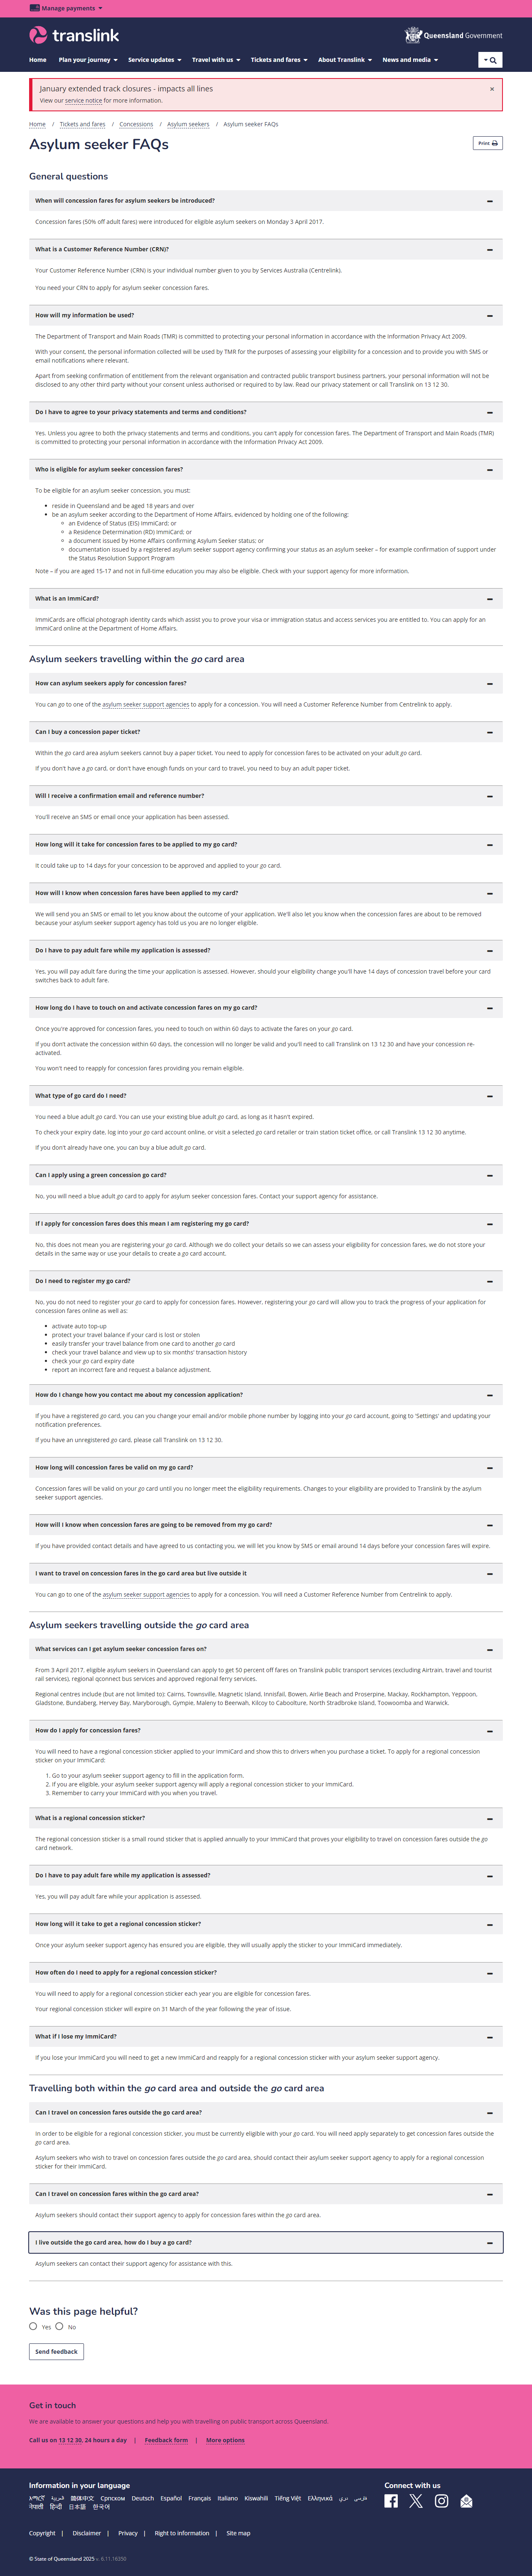 Manage payments
translink
Queensland Government
Home Plan your journey Service updates Travel with us Tickets and fares About Translink News and media
January extended track closures - impacts all lines
View our service notice for more information.
Home / Tickets and fares / Concessions / Asylum seekers / Asylum seeker FAQs
Asylum seeker FAQs
Print
General questions
When will concession fares for asylum seekers be introduced?
Concession fares (50% off adult fares) were introduced for eligible asylum seekers on Monday 3 April 2017.
What is a Customer Reference Number (CRN)?
Your Customer Reference Number (CRN) is your individual number given to you by Services Australia (Centrelink).
You need your CRN to apply for asylum seeker concession fares.
How will my information be used?
The Department of Transport and Main Roads (TMR) is committed to protecting your personal information in accordance with the Information Privacy Act 2009.
With your consent, the personal information collected will be used by TMR for the purposes of assessing your eligibility for a concession and to provide you with SMS or
email notifications where relevant.
Apart from seeking confirmation of entitlement from the relevant organisation and contracted public transport business partners, your personal information will not be
disclosed to any other third party without your consent unless authorised or required to by law. Read our privacy statement or call Translink on 13 12 30.
Do I have to agree to your privacy statements and terms and conditions?
Yes. Unless you agree to both the privacy statements and terms and conditions, you can't apply for concession fares. The Department of Transport and Main Roads (TMR)
is committed to protecting your personal information in accordance with the Information Privacy Act 2009.
Who is eligible for asylum seeker concession fares?
To be eligible for an asylum seeker concession, you must:
• reside in Queensland and be aged 18 years and over
• be an asylum seeker according to the Department of Home Affairs, evidenced by holding one of the following:
◦ an Evidence of Status (EIS) ImmiCard; or
◦ a Residence Determination (RD) ImmiCard; or
◦ a document issued by Home Affairs confirming Asylum Seeker status; or
◦ documentation issued by a registered asylum seeker support agency confirming your status as an asylum seeker – for example confirmation of support under
the Status Resolution Support Program
Note – if you are aged 15-17 and not in full-time education you may also be eligible. Check with your support agency for more information.
What is an ImmiCard?
ImmiCards are official photograph identity cards which assist you to prove your visa or immigration status and access services you are entitled to. You can apply for an
ImmiCard online at the Department of Home Affairs.
Asylum seekers travelling within the go card area
How can asylum seekers apply for concession fares?
You can go to one of the asylum seeker support agencies to apply for a concession. You will need a Customer Reference Number from Centrelink to apply.
Can I buy a concession paper ticket?
Within the go card area asylum seekers cannot buy a paper ticket. You need to apply for concession fares to be activated on your adult go card.
If you don't have a go card, or don't have enough funds on your card to travel, you need to buy an adult paper ticket.
Will I receive a confirmation email and reference number?
You'll receive an SMS or email once your application has been assessed.
How long will it take for concession fares to be applied to my go card?
It could take up to 14 days for your concession to be approved and applied to your go card.
How will I know when concession fares have been applied to my card?
We will send you an SMS or email to let you know about the outcome of your application. We'll also let you know when the concession fares are about to be removed
because your asylum seeker support agency has told us you are no longer eligible.
Do I have to pay adult fare while my application is assessed?
Yes, you will pay adult fare during the time your application is assessed. However, should your eligibility change you'll have 14 days of concession travel before your card
switches back to adult fare.
How long do I have to touch on and activate concession fares on my go card?
Once you're approved for concession fares, you need to touch on within 60 days to activate the fares on your go card.
If you don't activate the concession within 60 days, the concession will no longer be valid and you'll need to call Translink on 13 12 30 and have your concession re-
activated.
You won't need to reapply for concession fares providing you remain eligible.
What type of go card do I need?
You need a blue adult go card. You can use your existing blue adult go card, as long as it hasn't expired.
To check your expiry date, log into your go card account online, or visit a selected go card retailer or train station ticket office, or call Translink 13 12 30 anytime.
If you don't already have one, you can buy a blue adult go card.
Can I apply using a green concession go card?
No, you will need a blue adult go card to apply for asylum seeker concession fares. Contact your support agency for assistance.
If I apply for concession fares does this mean I am registering my go card?
No, this does not mean you are registering your go card. Although we do collect your details so we can assess your eligibility for concession fares, we do not store your
details in the same way or use your details to create a go card account.
Do I need to register my go card?
No, you do not need to register your go card to apply for concession fares. However, registering your go card will allow you to track the progress of your application for
concession fares online as well as:
• activate auto top-up
• protect your travel balance if your card is lost or stolen
• easily transfer your travel balance from one card to another go card
• check your travel balance and view up to six months' transaction history
• check your go card expiry date
• report an incorrect fare and request a balance adjustment.
How do I change how you contact me about my concession application?
If you have a registered go card, you can you change your email and/or mobile phone number by logging into your go card account, going to 'Settings' and updating your
notification preferences.
If you have an unregistered go card, please call Translink on 13 12 30.
How long will concession fares be valid on my go card?
Concession fares will be valid on your go card until you no longer meet the eligibility requirements. Changes to your eligibility are provided to Translink by the asylum
seeker support agencies.
How will I know when concession fares are going to be removed from my go card?
If you have provided contact details and have agreed to us contacting you, we will let you know by SMS or email around 14 days before your concession fares will expire.
I want to travel on concession fares in the go card area but live outside it
You can go to one of the asylum seeker support agencies to apply for a concession. You will need a Customer Reference Number from Centrelink to apply.
Asylum seekers travelling outside the go card area
What services can I get asylum seeker concession fares on?
From 3 April 2017, eligible asylum seekers in Queensland can apply to get 50 percent off fares on Translink public transport services (excluding Airtrain, travel and tourist
rail services), regional qconnect bus services and approved regional ferry services.
Regional centres include (but are not limited to): Cairns, Townsville, Magnetic Island, Innisfail, Bowen, Airlie Beach and Proserpine, Mackay, Rockhampton, Yeppoon,
Gladstone, Bundaberg, Hervey Bay, Maryborough, Gympie, Maleny to Beerwah, Kilcoy to Caboolture, North Stradbroke Island, Toowoomba and Warwick.
How do I apply for concession fares?
You will need to have a regional concession sticker applied to your ImmiCard and show this to drivers when you purchase a ticket. To apply for a regional concession
sticker on your ImmiCard:
1. Go to your asylum seeker support agency to fill in the application form.
2. If you are eligible, your asylum seeker support agency will apply a regional concession sticker to your ImmiCard.
3. Remember to carry your ImmiCard with you when you travel.
What is a regional concession sticker?
The regional concession sticker is a small round sticker that is applied annually to your ImmiCard that proves your eligibility to travel on concession fares outside the go
card network.
Do I have to pay adult fare while my application is assessed?
Yes, you will pay adult fare while your application is assessed.
How long will it take to get a regional concession sticker?
Once your asylum seeker agency has ensured you are eligible, they will usually apply the sticker to your ImmiCard immediately.
How often do I need to apply for a regional concession sticker?
You will need to apply for a regional concession sticker each year you are eligible for concession fares.
Your regional concession sticker will expire on 31 March of the year following the year of issue.
What if I lose my ImmiCard?
If you lose your ImmiCard you will need to get a new ImmiCard and reapply for a regional concession sticker with your asylum seeker support agency.
Travelling both within the go card area and outside the go card area
Can I travel on concession fares outside the go card area?
In order to be eligible for a regional concession sticker, you must be currently eligible with your go card. You will need apply separately to get concession fares outside the
go card area.
Asylum seekers who wish to travel on concession fares outside the go card area, should contact their asylum seeker support agency to apply for a regional concession
sticker for their ImmiCard.
Can I travel on concession fares within the go card area?
Asylum seekers should contact their support agency to apply for concession fares within the go card area.
I live outside the go card area, how do I buy a go card?
Asylum seekers can contact their support agency for assistance with this.
Was this page helpful?
Yes No
Send feedback
Get in touch
We are available to answer your questions and help you with travelling on public transport across Queensland.
Call us on 13 12 30, 24 hours a day | Feedback form | More options
Information in your language
አማርኛ العربية 简体中文 Српском Deutsch Español Français Italiano Kiswahili Tiếng Việt Ελληνικά دری فارسی
नेपाली हिन्दी 日本語 한국어
Connect with us
Copyright | Disclaimer | Privacy | Right to information | Site map
© State of Queensland 2025 v. 6.11.16356